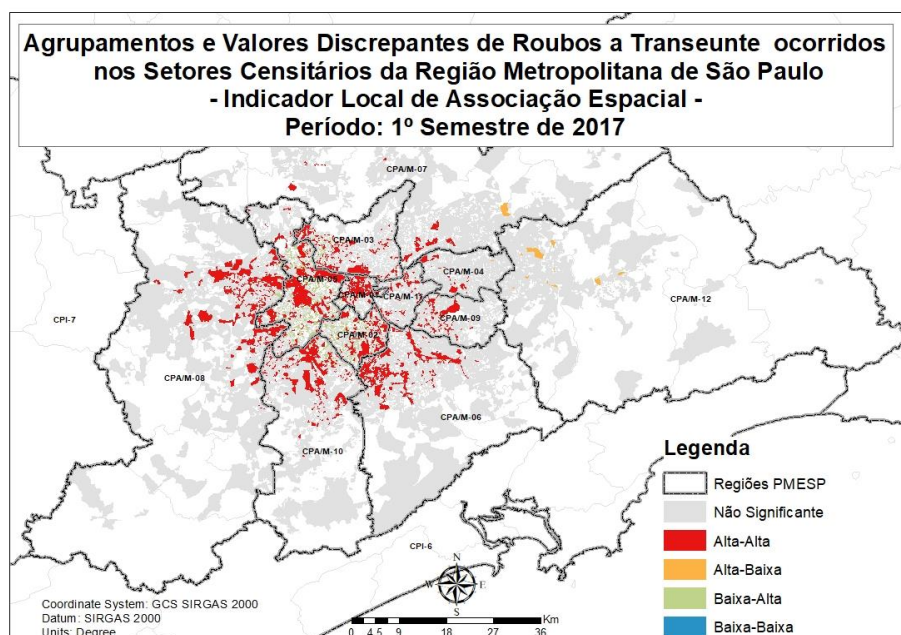 Agrupamentos e Valores Discrepantes de Roubos a Transeunte ocorridos
nos Setores Censitários da Região Metropolitana de São Paulo
- Indicador Local de Associação Espacial -
Período: 1º Semestre de 2017
CPA/M-07
CPA/M-03
CPA/M-04
CPA/M-05
CPA/M-12
CPA/M-09
CPI-7
CPA/M-02
CPA/M-08
CPA/M-06
CPA/M-10
CPI-6
Legenda
Regiões PMESP
Não Significante
Alta-Alta
Alta-Baixa
Baixa-Alta
Baixa-Baixa
N
W E
S
Coordinate System: GCS SIRGAS 2000
Datum : SIRGAS 2000
Units: Degree
Km
0 4,5 9 18 27 36